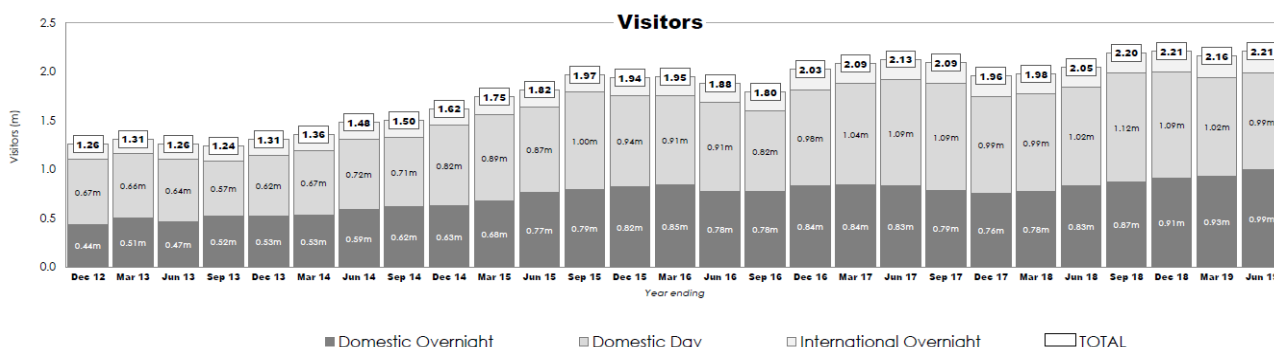 Visitors
2.5
2.0
1.5
1.0
0.5
0.0
Visitors (m)
1.26 1.31 1.26 1.24 1.31 1.36 1.48 1.50 1.62 1.75 1.82 1.97 1.94 1.95 1.88 1.80 2.03 2.09 2.13 2.09 1.96 1.98 2.05 2.20 2.21 2.16 2.21
0.67m 0.66m 0.64m 0.57m 0.62m 0.67m 0.72m 0.71m 0.82m 0.89m 0.87m 1.00m 0.94m 0.91m 0.91m 0.82m 0.98m 1.04m 1.09m 1.09m 0.99m 0.99m 1.02m 1.12m 1.09m 1.02m 0.99m
0.44m 0.51m 0.47m 0.52m 0.53m 0.53m 0.59m 0.62m 0.63m 0.68m 0.77m 0.79m 0.82m 0.85m 0.78m 0.78m 0.84m 0.84m 0.83m 0.79m 0.76m 0.78m 0.83m 0.87m 0.91m 0.93m 0.99m
Dec 12 Mar 13 Jun 13 Sep 13 Dec 13 Mar 14 Jun 14 Sep 14 Dec 14 Mar 15 Jun 15 Sep 15 Dec 15 Mar 16 Jun 16 Sep 16 Dec 16 Mar 17 Jun 17 Sep 17 Dec 17 Mar 18 Jun 18 Sep 18 Dec 18 Mar 19 Jun 19
Year ending
Domestic Overnight Domestic Day International Overnight TOTAL